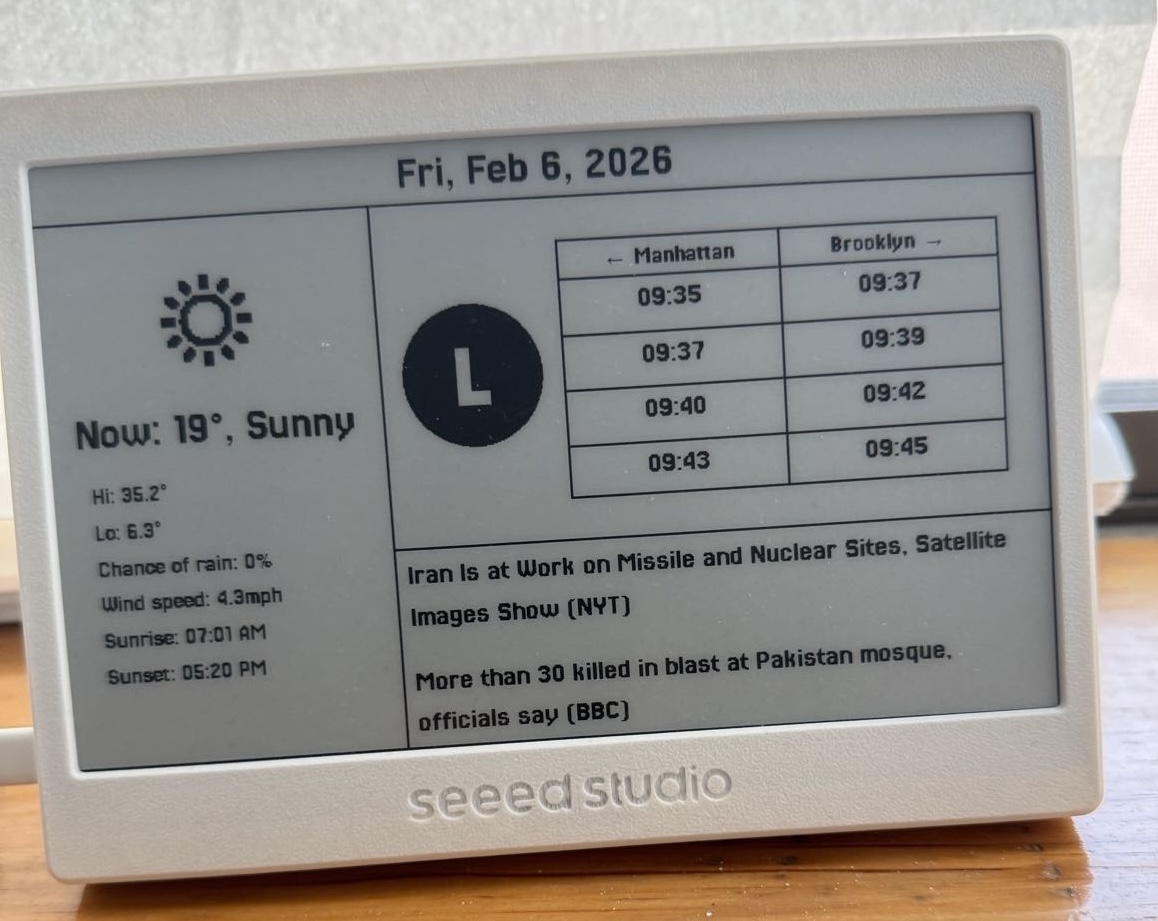 Fri, Feb 6, 2026
Now: 19°, Sunny
Hi: 35.2°
Lo: 6.3°
Chance of rain: 0%
Wind speed: 4.3mph
Sunrise: 07:01 AM
Sunset: 05:20 PM
L
← Manhattan Brooklyn →
09:35 09:37
09:37 09:39
09:40 09:42
09:43 09:45
Iran Is at Work on Missile and Nuclear Sites, Satellite
Images Show (NYT)
More than 30 killed in blast at Pakistan mosque,
officials say (BBC)
seeed studio